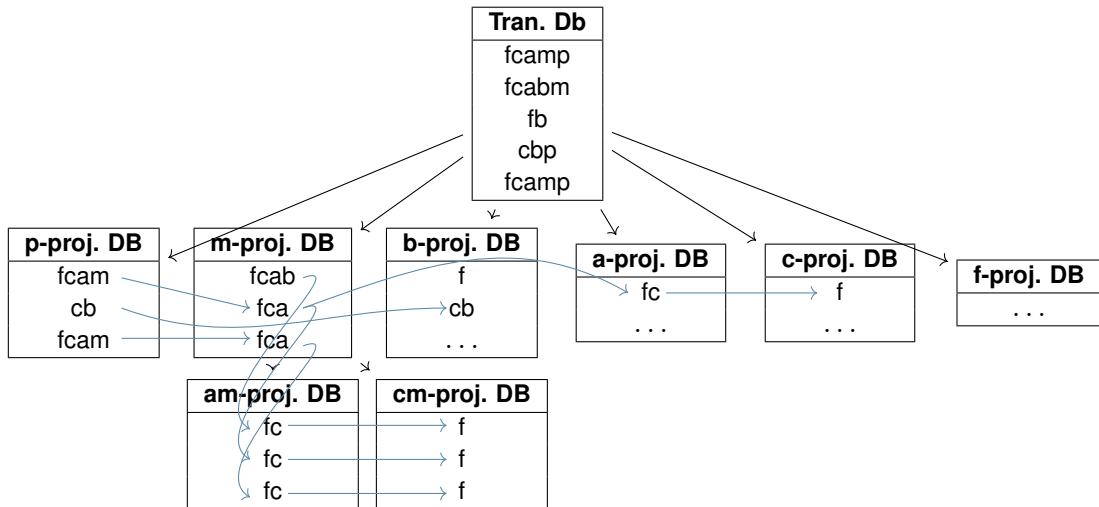 Tran. Db
fcamp
fcabm
fb
cbp
fcamp
p-proj. DB
fcam
cb
fcam
m-proj. DB
fcab
fca
fca
b-proj. DB
f
cb
...
a-proj. DB
fc
...
c-proj. DB
f
...
f-proj. DB
...
am-proj. DB
fc
fc
fc
cm-proj. DB
f
f
f